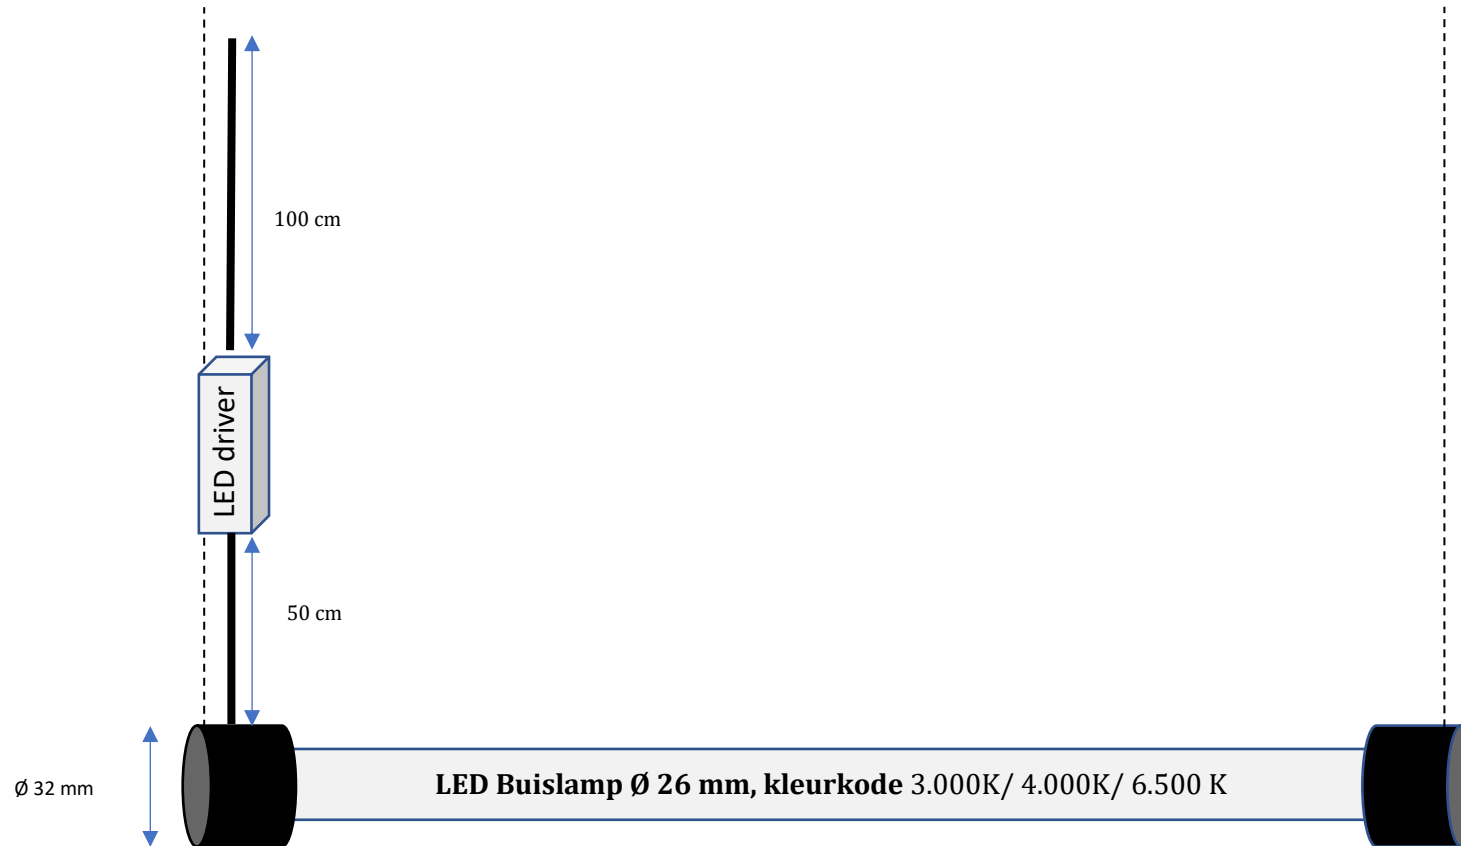 100 cm
LED driver
50 cm
Ø 32 mm
LED Buislamp Ø 26 mm, kleurkode 3.000K/ 4.000K/ 6.500 K